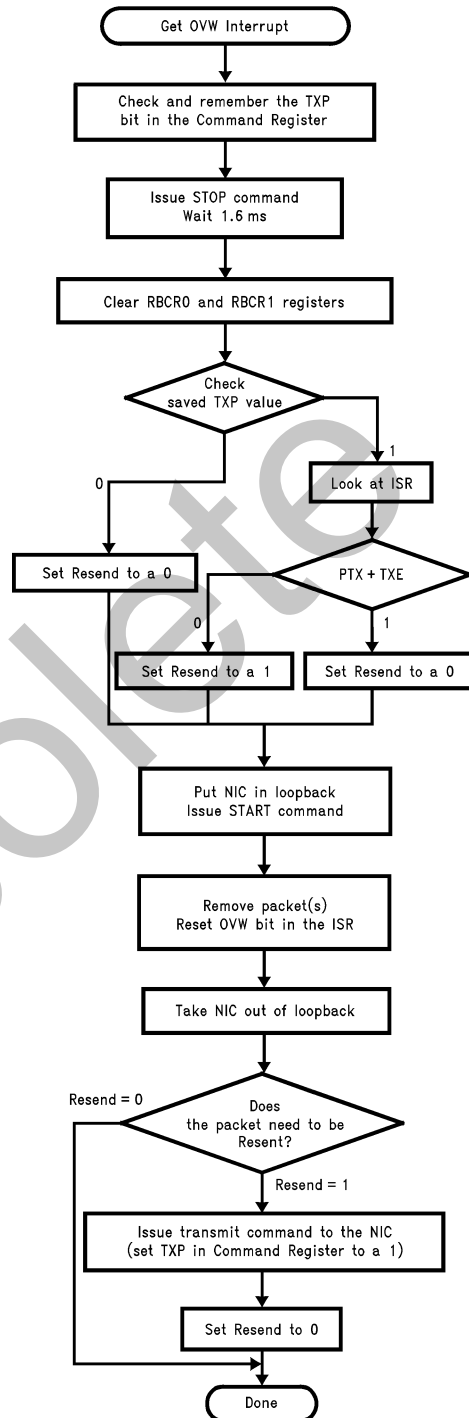 Get OVW Interrupt
Check and remember the TXP
bit in the Command Register
Issue STOP command
Wait 1.6 ms
Clear RBCR0 and RBCR1 registers
Check
saved TXP value
0
1
Look at ISR
Set Resend to a 0
PTX + TXE
0
1
Set Resend to a 1
Set Resend to a 0
Put NIC in loopback
Issue START command
Remove packet(s)
Reset OVW bit in the ISR
Take NIC out of loopback
Resend = 0
Does
the packet need to be
Resent?
Resend = 1
Issue transmit command to the NIC
(set TXP in Command Register to a 1)
Set Resend to 0
Done
olete